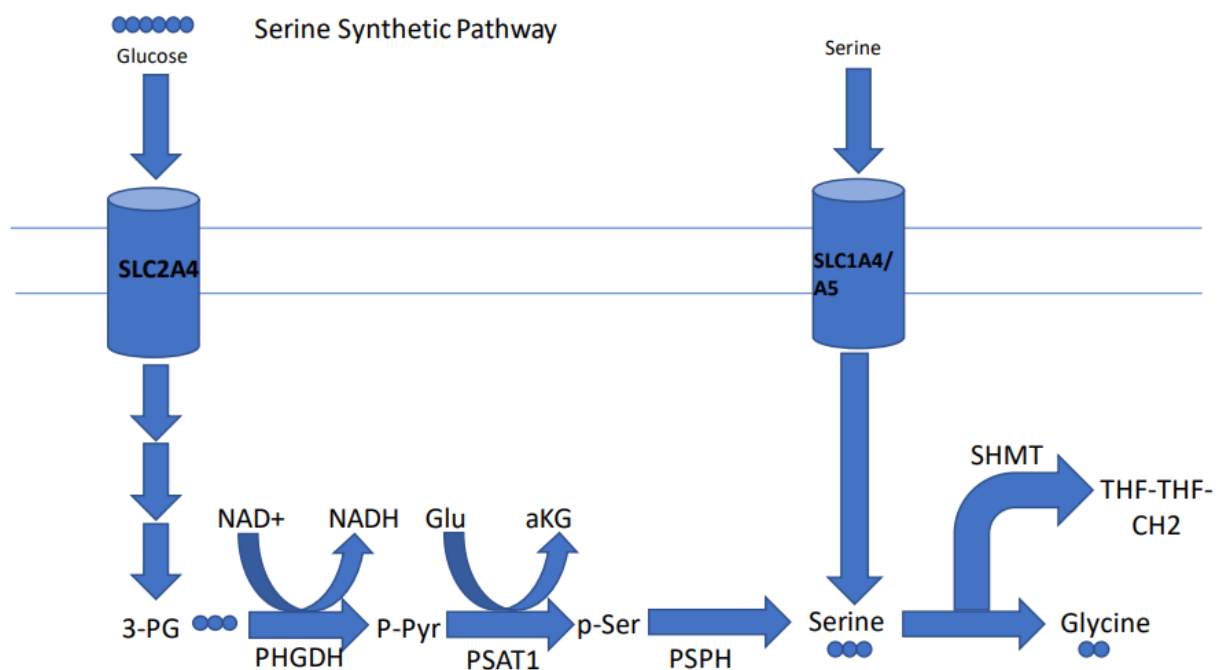 Serine Synthetic Pathway
Glucose
Serine
SLC2A4
SLC1A4/
A5
SHMT
THF-THF-
CH2
NAD+
NADH
Glu
aKG
3-PG
P-Pyr
p-Ser
Serine
Glycine
PHGDH
PSAT1
PSPH